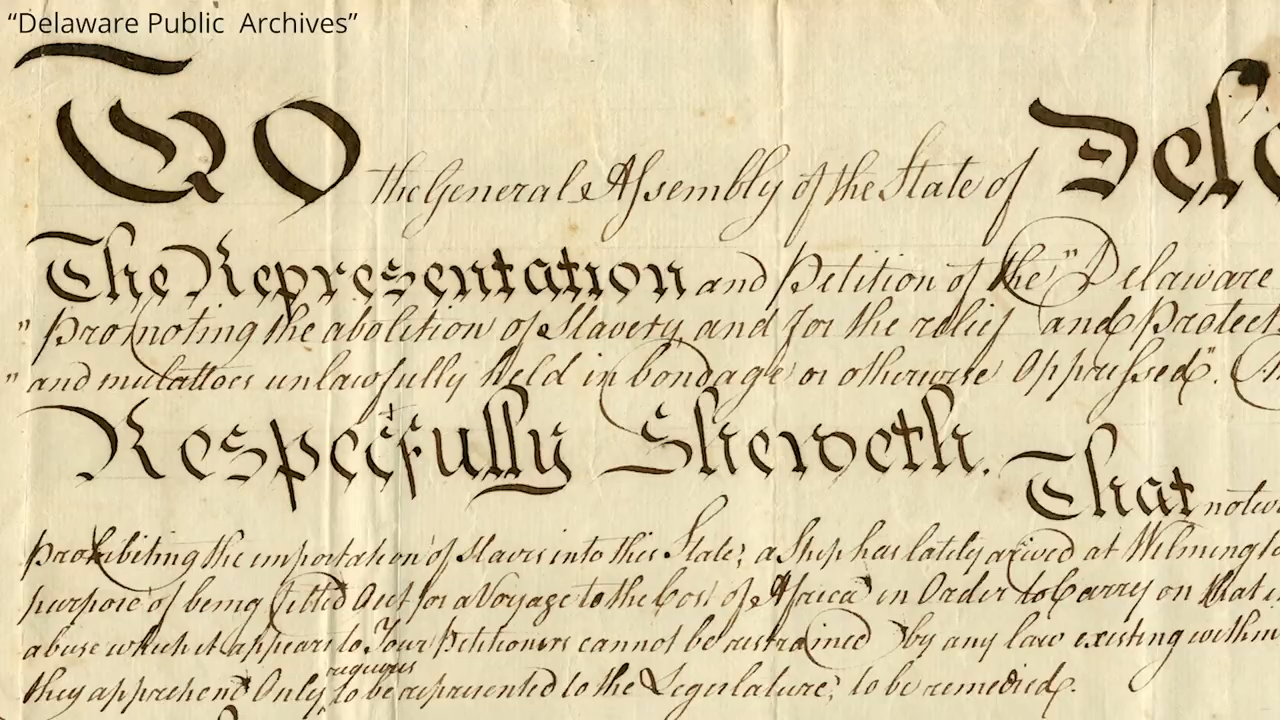 “Delaware Public Archives”
To the General Assembly of the State of Dela
The Representation and Petition of the "Delaware
" promoting the abolition of Slavery, and for the relief and Protect
" and mulattoes unlawfully held in bondage or otherwise Oppressed".
Respectfully Sheweth. That notw
prohibiting the importation of Slaves into this State; a Ship has lately arived at Wilmingto
purpose of being fitted Out for a Voyage to the Cost of Africa in Order to Carry on that i
abuse which it appears to Your Petitioners cannot be restrained by any law existing within
requires
they apprehend Only to be represented to the Legislature, to be remedied.